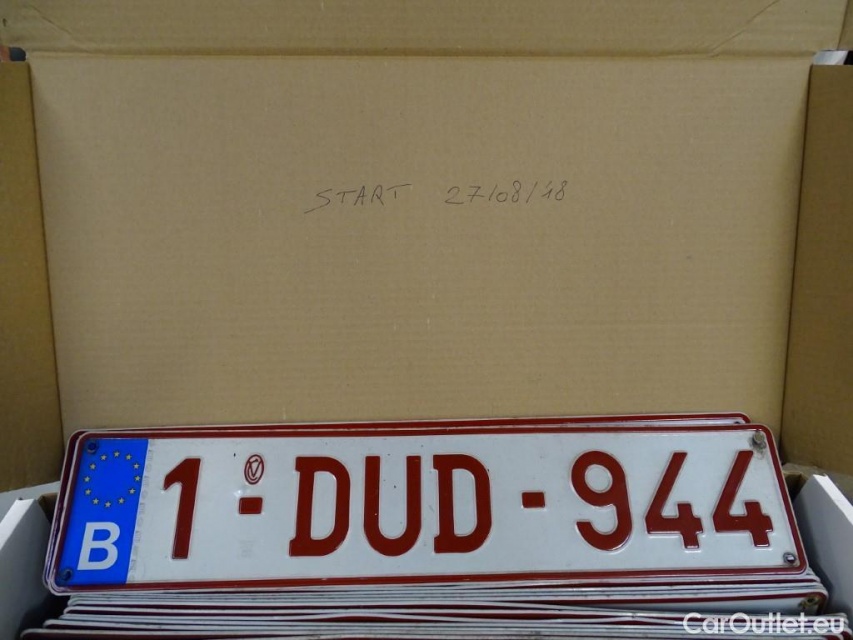 START 27/08/18
B 1-DUD-944
CarOutlet.eu